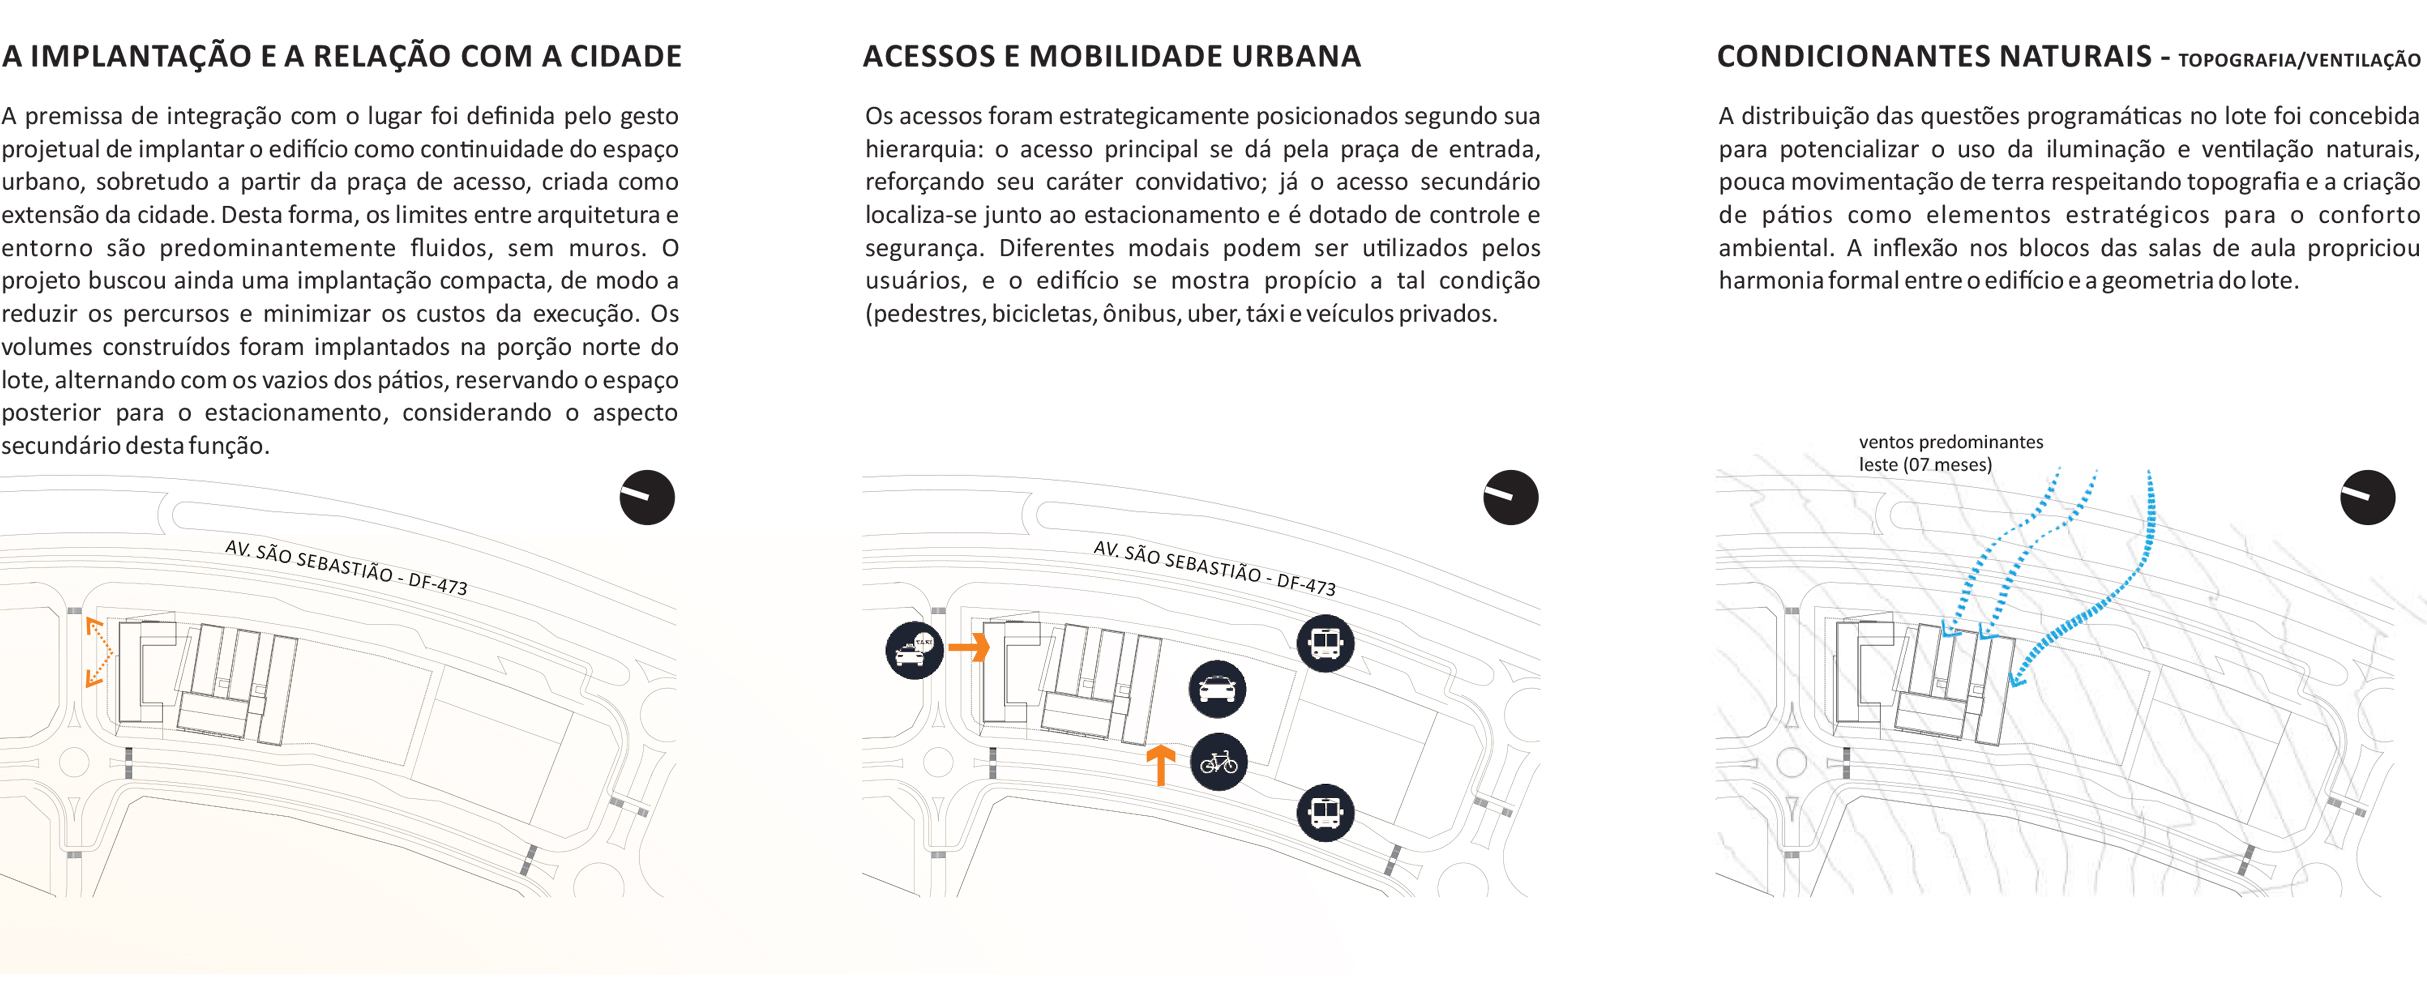 A IMPLANTAÇÃO E A RELAÇÃO COM A CIDADE
A premissa de integração com o lugar foi definida pelo gesto
projetual de implantar o edifício como continuidade do espaço
urbano, sobretudo a partir da praça de acesso, criada como
extensão da cidade. Desta forma, os limites entre arquitetura e
entorno são predominantemente fluidos, sem muros. O
projeto buscou ainda uma implantação compacta, de modo a
reduzir os percursos e minimizar os custos da execução. Os
volumes construídos foram implantados na porção norte do
lote, alternando com os vazios dos pátios, reservando o espaço
posterior para o estacionamento, considerando o aspecto
secundário desta função.
AV. SÃO SEBASTIÃO - DF-473
ACESSOS E MOBILIDADE URBANA
Os acessos foram estrategicamente posicionados segundo sua
hierarquia: o acesso principal se dá pela praça de entrada,
reforçando seu caráter convidativo; já o acesso secundário
localiza-se junto ao estacionamento e é dotado de controle e
segurança. Diferentes modais podem ser utilizados pelos
usuários, e o edifício se mostra propício a tal condição
(pedestres, bicicletas, ônibus, uber, táxi e veículos privados.
AV. SÃO SEBASTIÃO - DF-473
TAXI
CONDICIONANTES NATURAIS - TOPOGRAFIA/VENTILAÇÃO
A distribuição das questões programáticas no lote foi concebida
para potencializar o uso da iluminação e ventilação naturais,
pouca movimentação de terra respeitando topografia e a criação
de pátios como elementos estratégicos para o conforto
ambiental. A inflexão nos blocos das salas de aula propriciou
harmonia formal entre o edifício e a geometria do lote.
ventos predominantes
leste (07 meses)